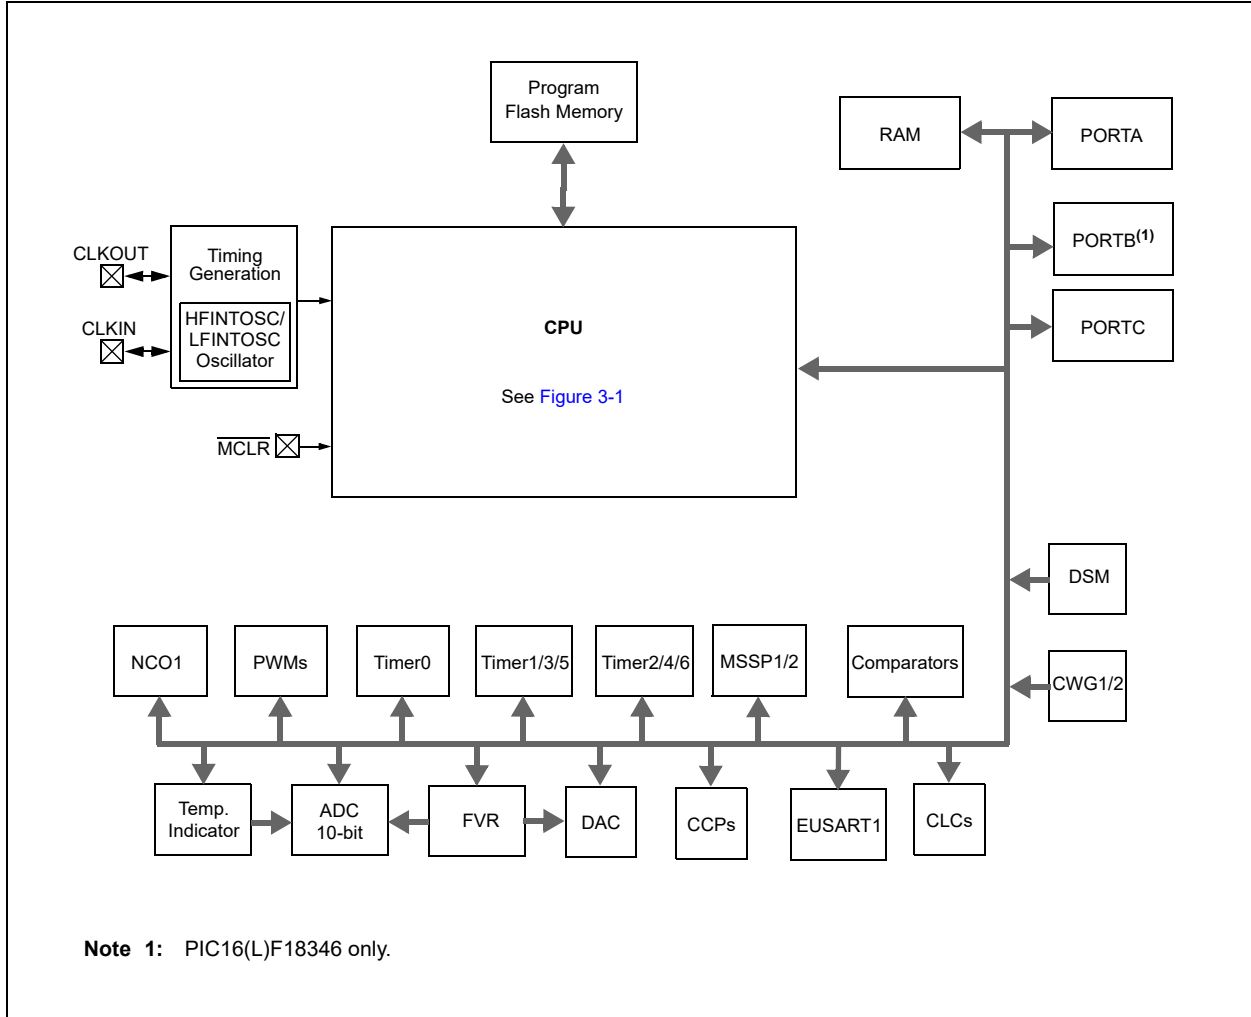 Program
Flash Memory
RAM
PORTA
PORTB(1)
PORTC
CLKOUT
CLKIN
Timing
Generation
HFINTOSC/
LFINTOSC
Oscillator
MCLR
CPU
See Figure 3-1
DSM
CWG1/2
NCO1
PWMs
Timer0
Timer1/3/5
Timer2/4/6
MSSP1/2
Comparators
Temp.
Indicator
ADC
10-bit
FVR
DAC
CCPs
EUSART1
CLCs
Note 1: PIC16(L)F18346 only.